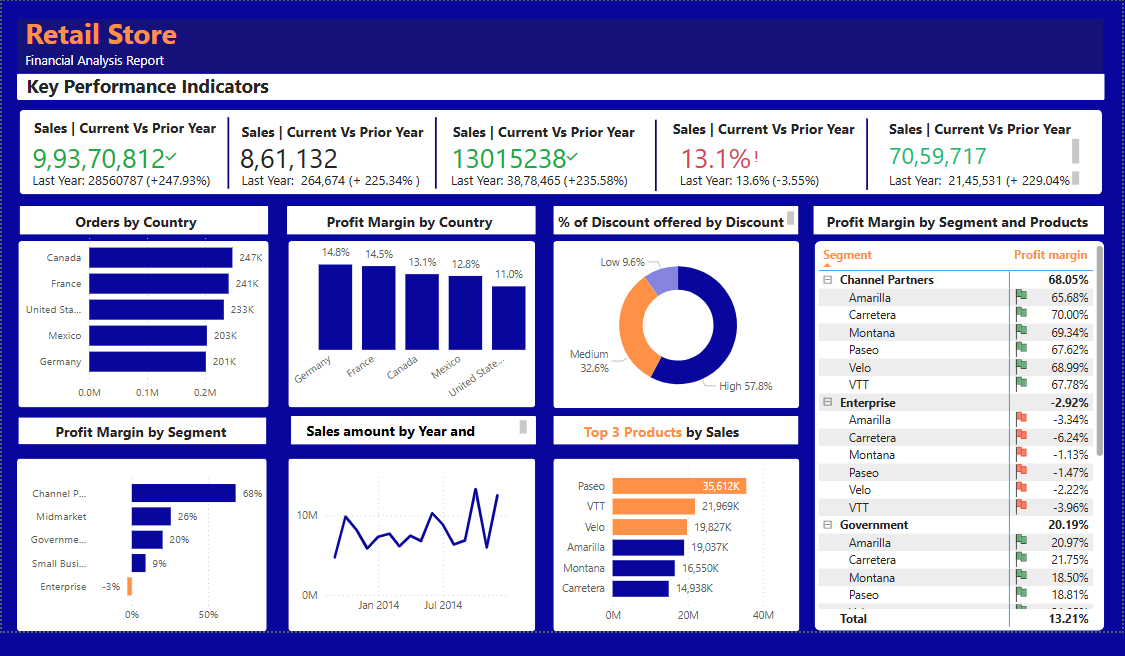 Retail Store
Financial Analysis Report
Key Performance Indicators
Sales | Current Vs Prior Year
9,93,70,812
Last Year: 28560787 (+247.93%)
Sales | Current Vs Prior Year
8,61,132
Last Year: 264,674 (+ 225.34% )
Sales | Current Vs Prior Year
13015238
Last Year: 38,78,465 (+235.58%)
Sales | Current Vs Prior Year
13.1%!
Last Year: 13.6% (-3.55%)
Sales | Current Vs Prior Year
70,59,717
Last Year: 21,45,531 (+ 229.04%
Orders by Country
Canada 247K
France 241K
United Sta... 233K
Mexico 203K
Germany 201K
0.0M 0.1M 0.2M
Profit Margin by Country
14.8% 14.5% 13.1% 12.8% 11.0%
Germany France Canada Mexico United State...
% of Discount offered by Discount
Low 9.6%
Medium
32.6%
High 57.8%
Profit Margin by Segment and Products
Segment Profit margin
Channel Partners 68.05%
Amarilla 65.68%
Carretera 70.00%
Montana 69.34%
Paseo 67.62%
Velo 68.99%
VTT 67.78%
Enterprise -2.92%
Amarilla -3.34%
Carretera -6.24%
Montana -1.13%
Paseo -1.47%
Velo -2.22%
VTT -3.96%
Government 20.19%
Amarilla 20.97%
Carretera 21.75%
Montana 18.50%
Paseo 18.81%
Total 13.21%
Profit Margin by Segment
Channel P... 68%
Midmarket 26%
Governme... 20%
Small Busi... 9%
Enterprise -3%
0% 50%
Sales amount by Year and
10M
0M
Jan 2014 Jul 2014
Top 3 Products by Sales
Paseo 35,612K
VTT 21,969K
Velo 19,827K
Amarilla 19,037K
Montana 16,550K
Carretera 14,938K
0M 20M 40M